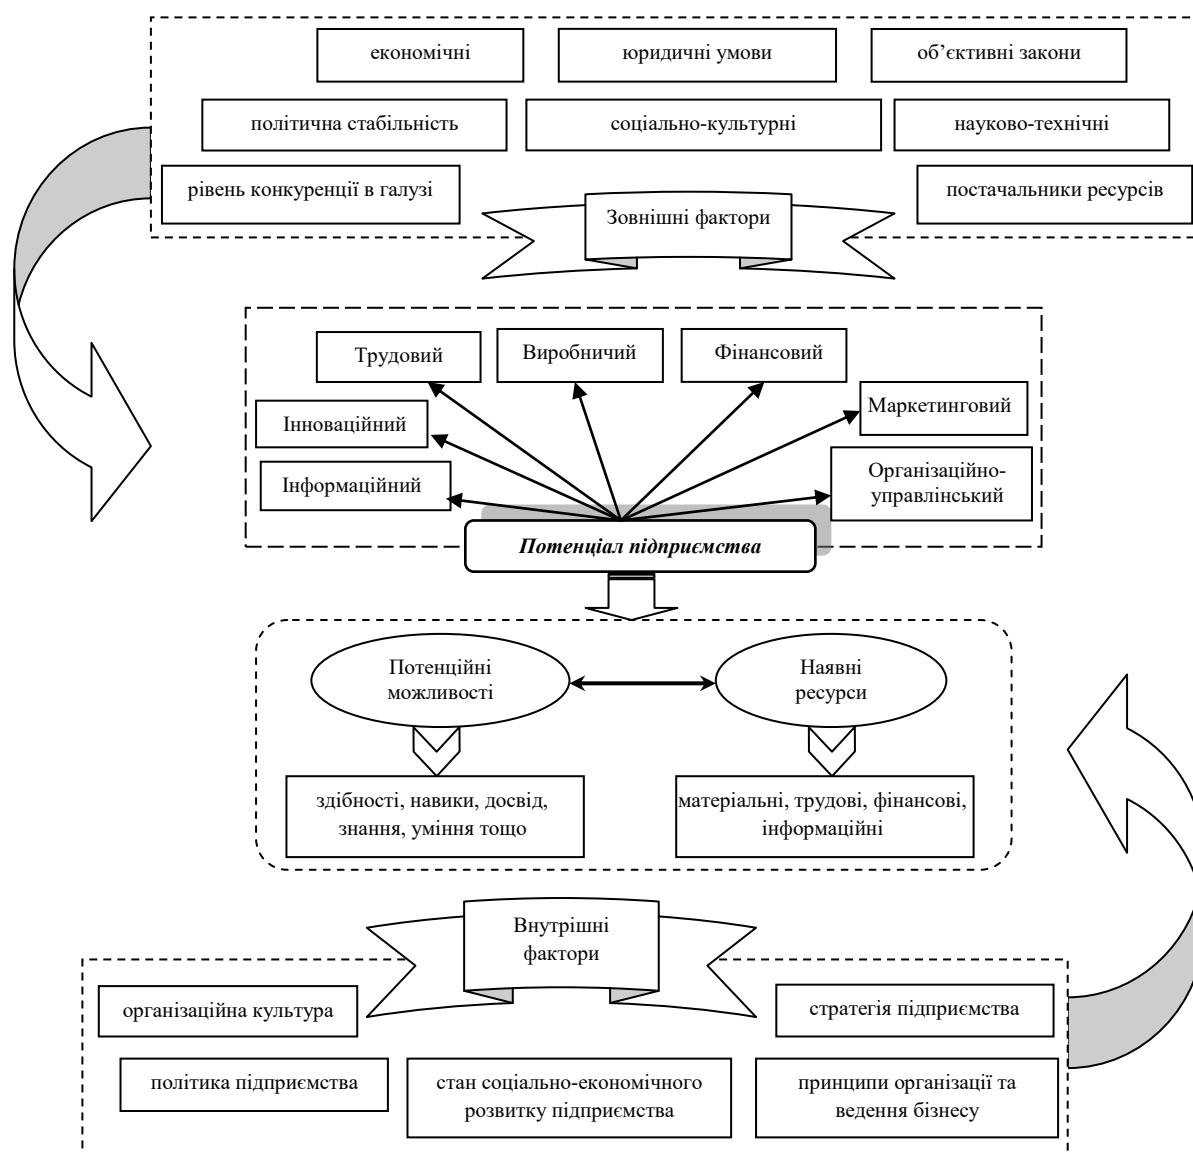 економічні
юридичні умови
об’єктивні закони
політична стабільність
соціально-культурні
науково-технічні
рівень конкуренції в галузі
постачальники ресурсів
Зовнішні фактори
Трудовий
Виробничий
Фінансовий
Інноваційний
Маркетинговий
Інформаційний
Організаційно-
управлінський
Потенціал підприємства
Потенційні
можливості
Наявні
ресурси
здібності, навики, досвід,
знання, уміння тощо
матеріальні, трудові, фінансові,
інформаційні
Внутрішні
фактори
організаційна культура
стратегія підприємства
політика підприємства
стан соціально-економічного
розвитку підприємства
принципи організації та
ведення бізнесу